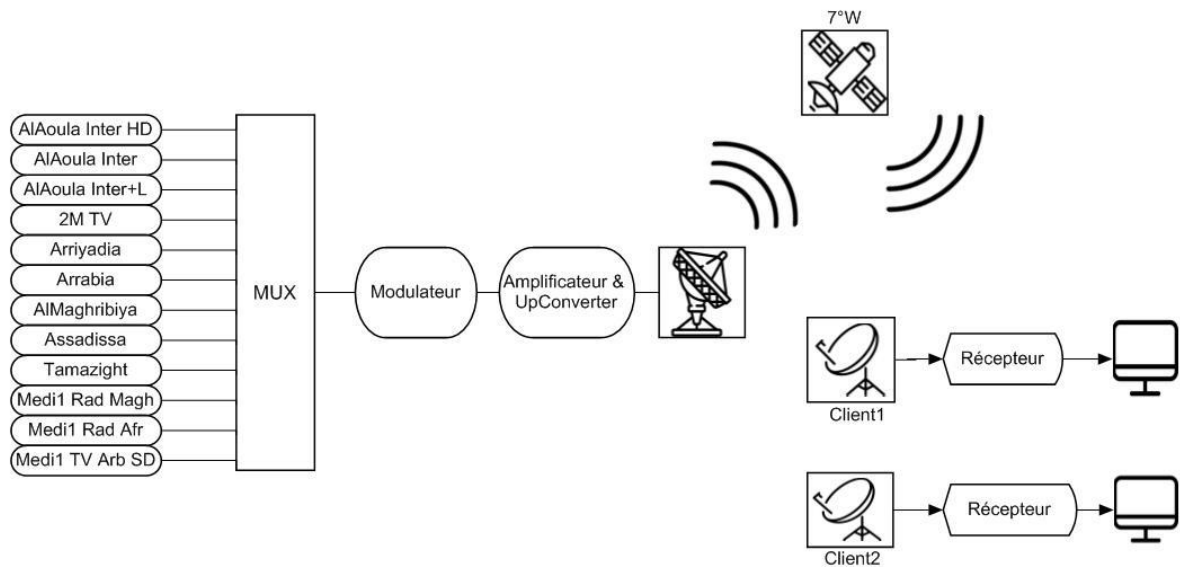 7°W
AlAoula Inter HD
AlAoula Inter
AlAoula Inter+L
2M TV
Arriyadia
Arrabia
AlMaghribiya
Assadissa
Tamazight
Medi1 Rad Magh
Medi1 Rad Afr
Medi1 TV Arb SD
MUX
Modulateur
Amplificateur &
UpConverter
Récepteur
Client1
Récepteur
Client2